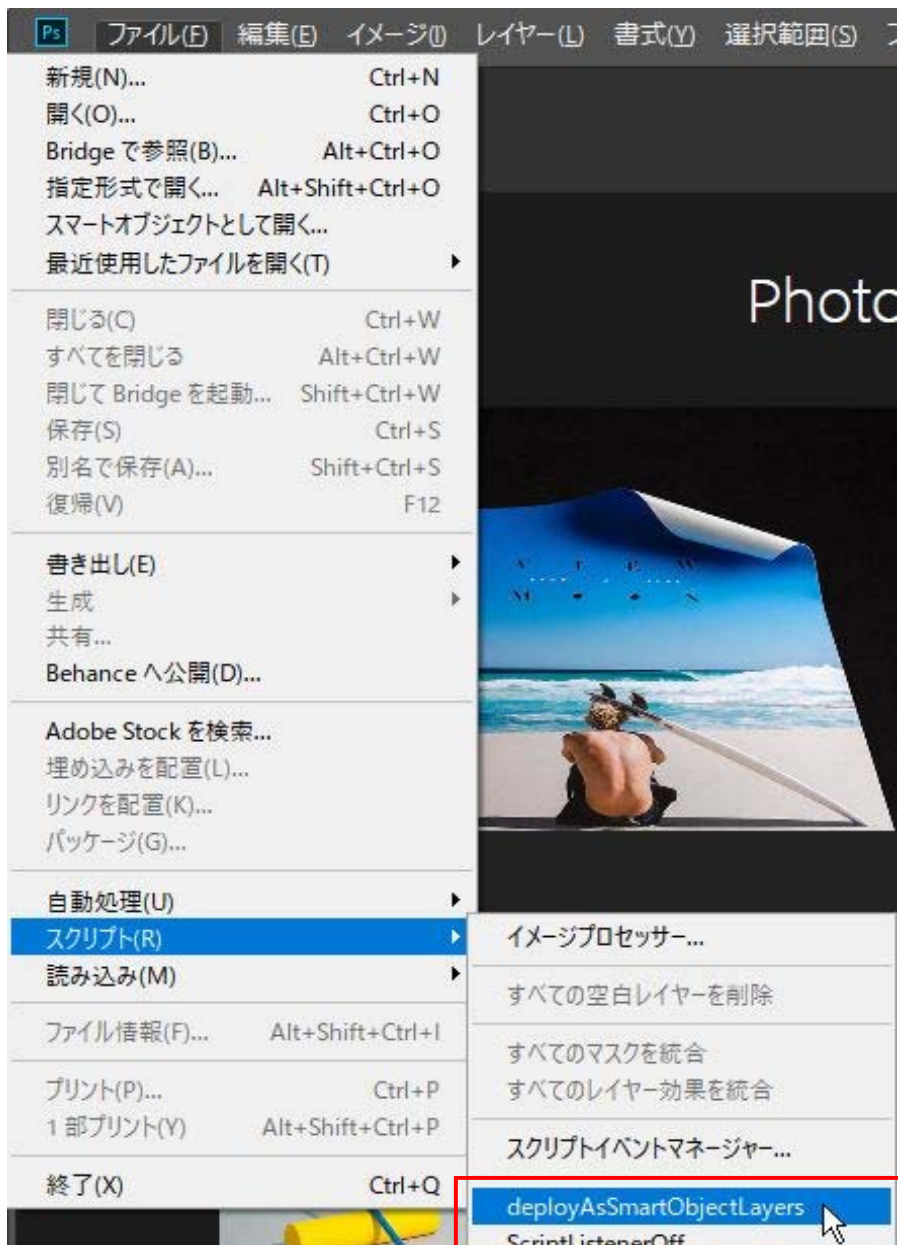 Ps ファイル(F) 編集(E) イメージ(I) レイヤー(L) 書式(Y) 選択範囲(S)
新規(N)... Ctrl+N
開く(O)... Ctrl+O
Bridge で参照(B)... Alt+Ctrl+O
指定形式で開く... Alt+Shift+Ctrl+O
スマートオブジェクトとして開く...
最近使用したファイルを開く(T)
Photo
閉じる(C) Ctrl+W
すべてを閉じる Alt+Ctrl+W
閉じて Bridge を起動... Shift+Ctrl+W
保存(S) Ctrl+S
別名で保存(A)... Shift+Ctrl+S
復帰(V) F12
書き出し(E)
生成
共有...
Behance へ公開(D)...
Adobe Stock を検索...
埋め込みを配置(L)...
リンクを配置(K)...
パッケージ(G)...
自動処理(U)
スクリプト(R)
読み込み(M)
ファイル情報(F)... Alt+Shift+Ctrl+I
プリント(P)... Ctrl+P
1 部プリント(Y) Alt+Shift+Ctrl+P
終了(X) Ctrl+Q
イメージプロセッサー...
すべての空白レイヤーを削除
すべてのマスクを統合
すべてのレイヤー効果を統合
スクリプトイベントマネージャー...
deployAsSmartObjectLayers
ScriptListenerOff